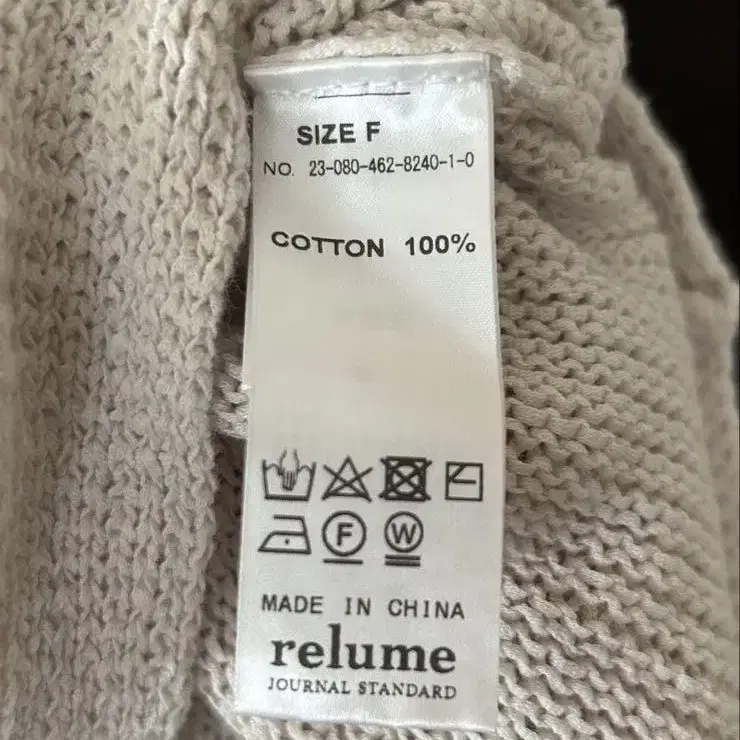 SIZE F
NO. 23-080-462-8240-1-0
COTTON 100%
F W
MADE IN CHINA
relume
JOURNAL STANDARD